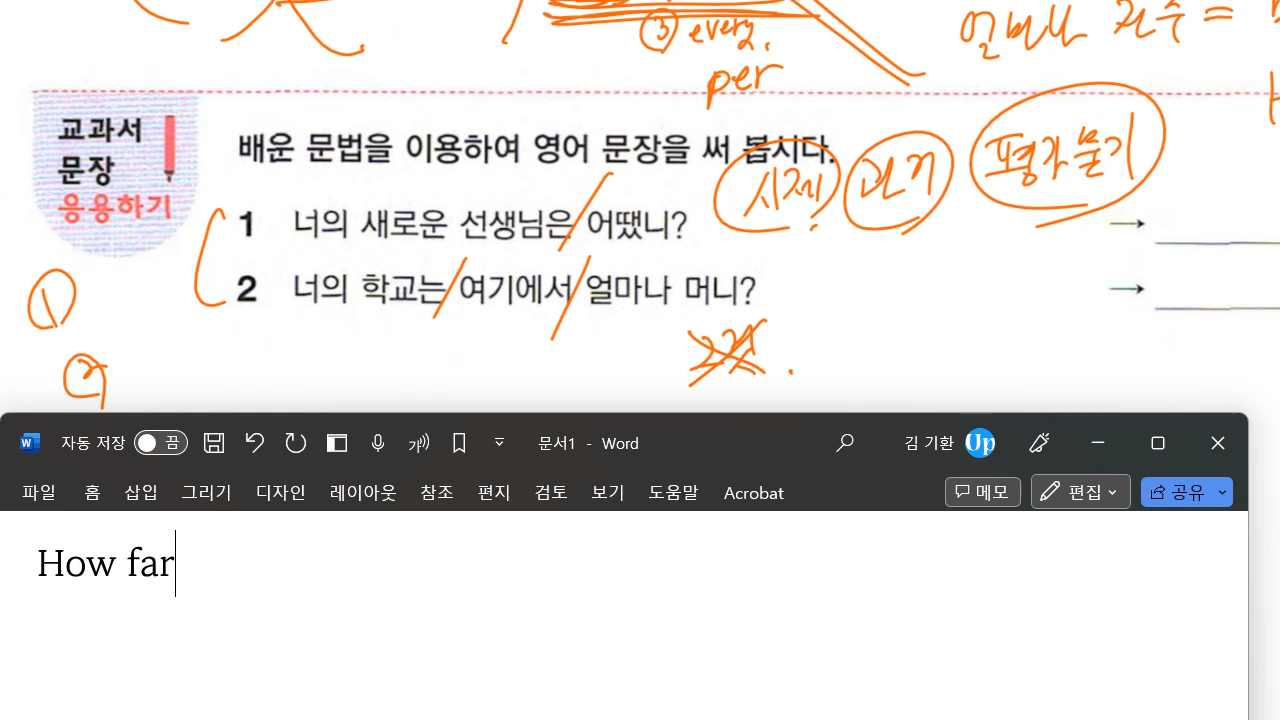 ③ every,
per
얼마나 자주 =
교과서
문장
응용하기
배운 문법을 이용하여 영어 문장을 써 봅시다.
시제, 과거 평가 묻기
1 너의 새로운 선생님은 어땠니? →
2 너의 학교는 여기에서 얼마나 머니? →
①
②
자동 저장 끔 가 문서1 - Word 김 기환 Up
파일 홈 삽입 그리기 디자인 레이아웃 참조 편지 검토 보기 도움말 Acrobat 메모 편집 공유
How far